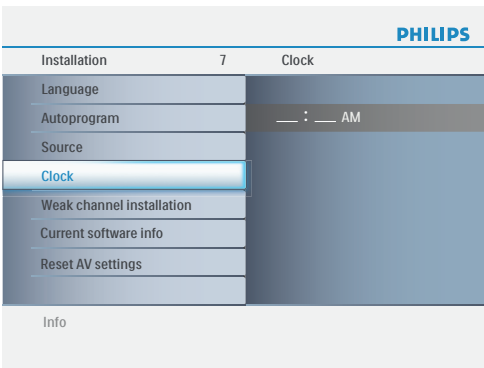 PHILIPS
Installation 7 Clock
Language
Autoprogram
__ : __ AM
Source
Clock
Weak channel installation
Current software info
Reset AV settings
Info